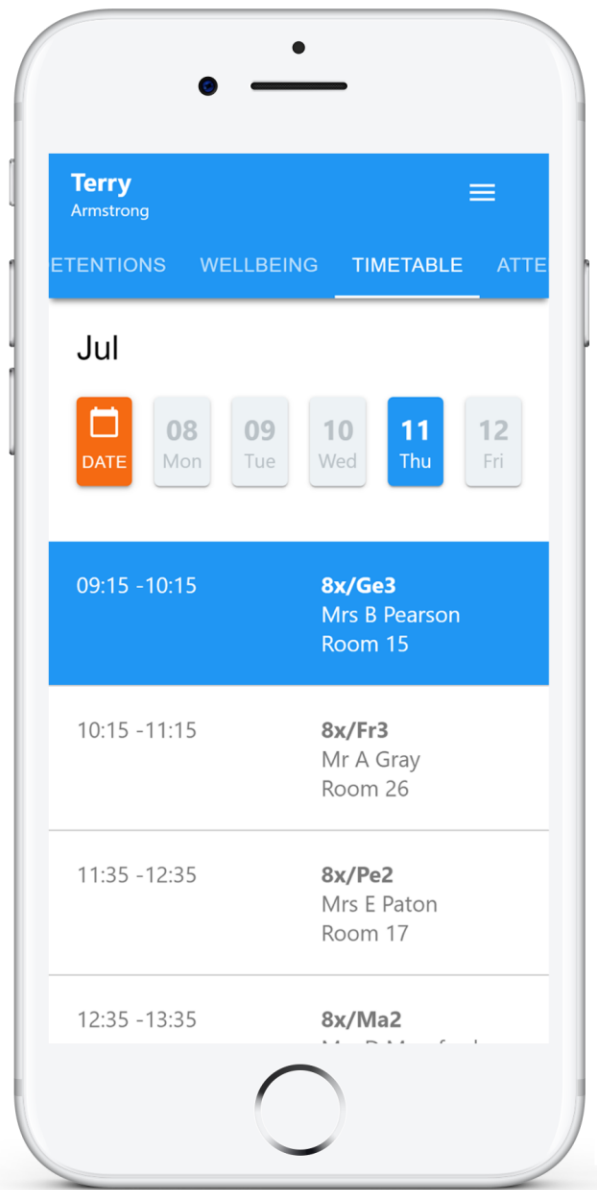 Terry
Armstrong
ETENTIONS WELLBEING TIMETABLE ATTE
Jul
DATE 08 Mon 09 Tue 10 Wed 11 Thu 12 Fri
09:15 -10:15 8x/Ge3
Mrs B Pearson
Room 15
10:15 -11:15 8x/Fr3
Mr A Gray
Room 26
11:35 -12:35 8x/Pe2
Mrs E Paton
Room 17
12:35 -13:35 8x/Ma2